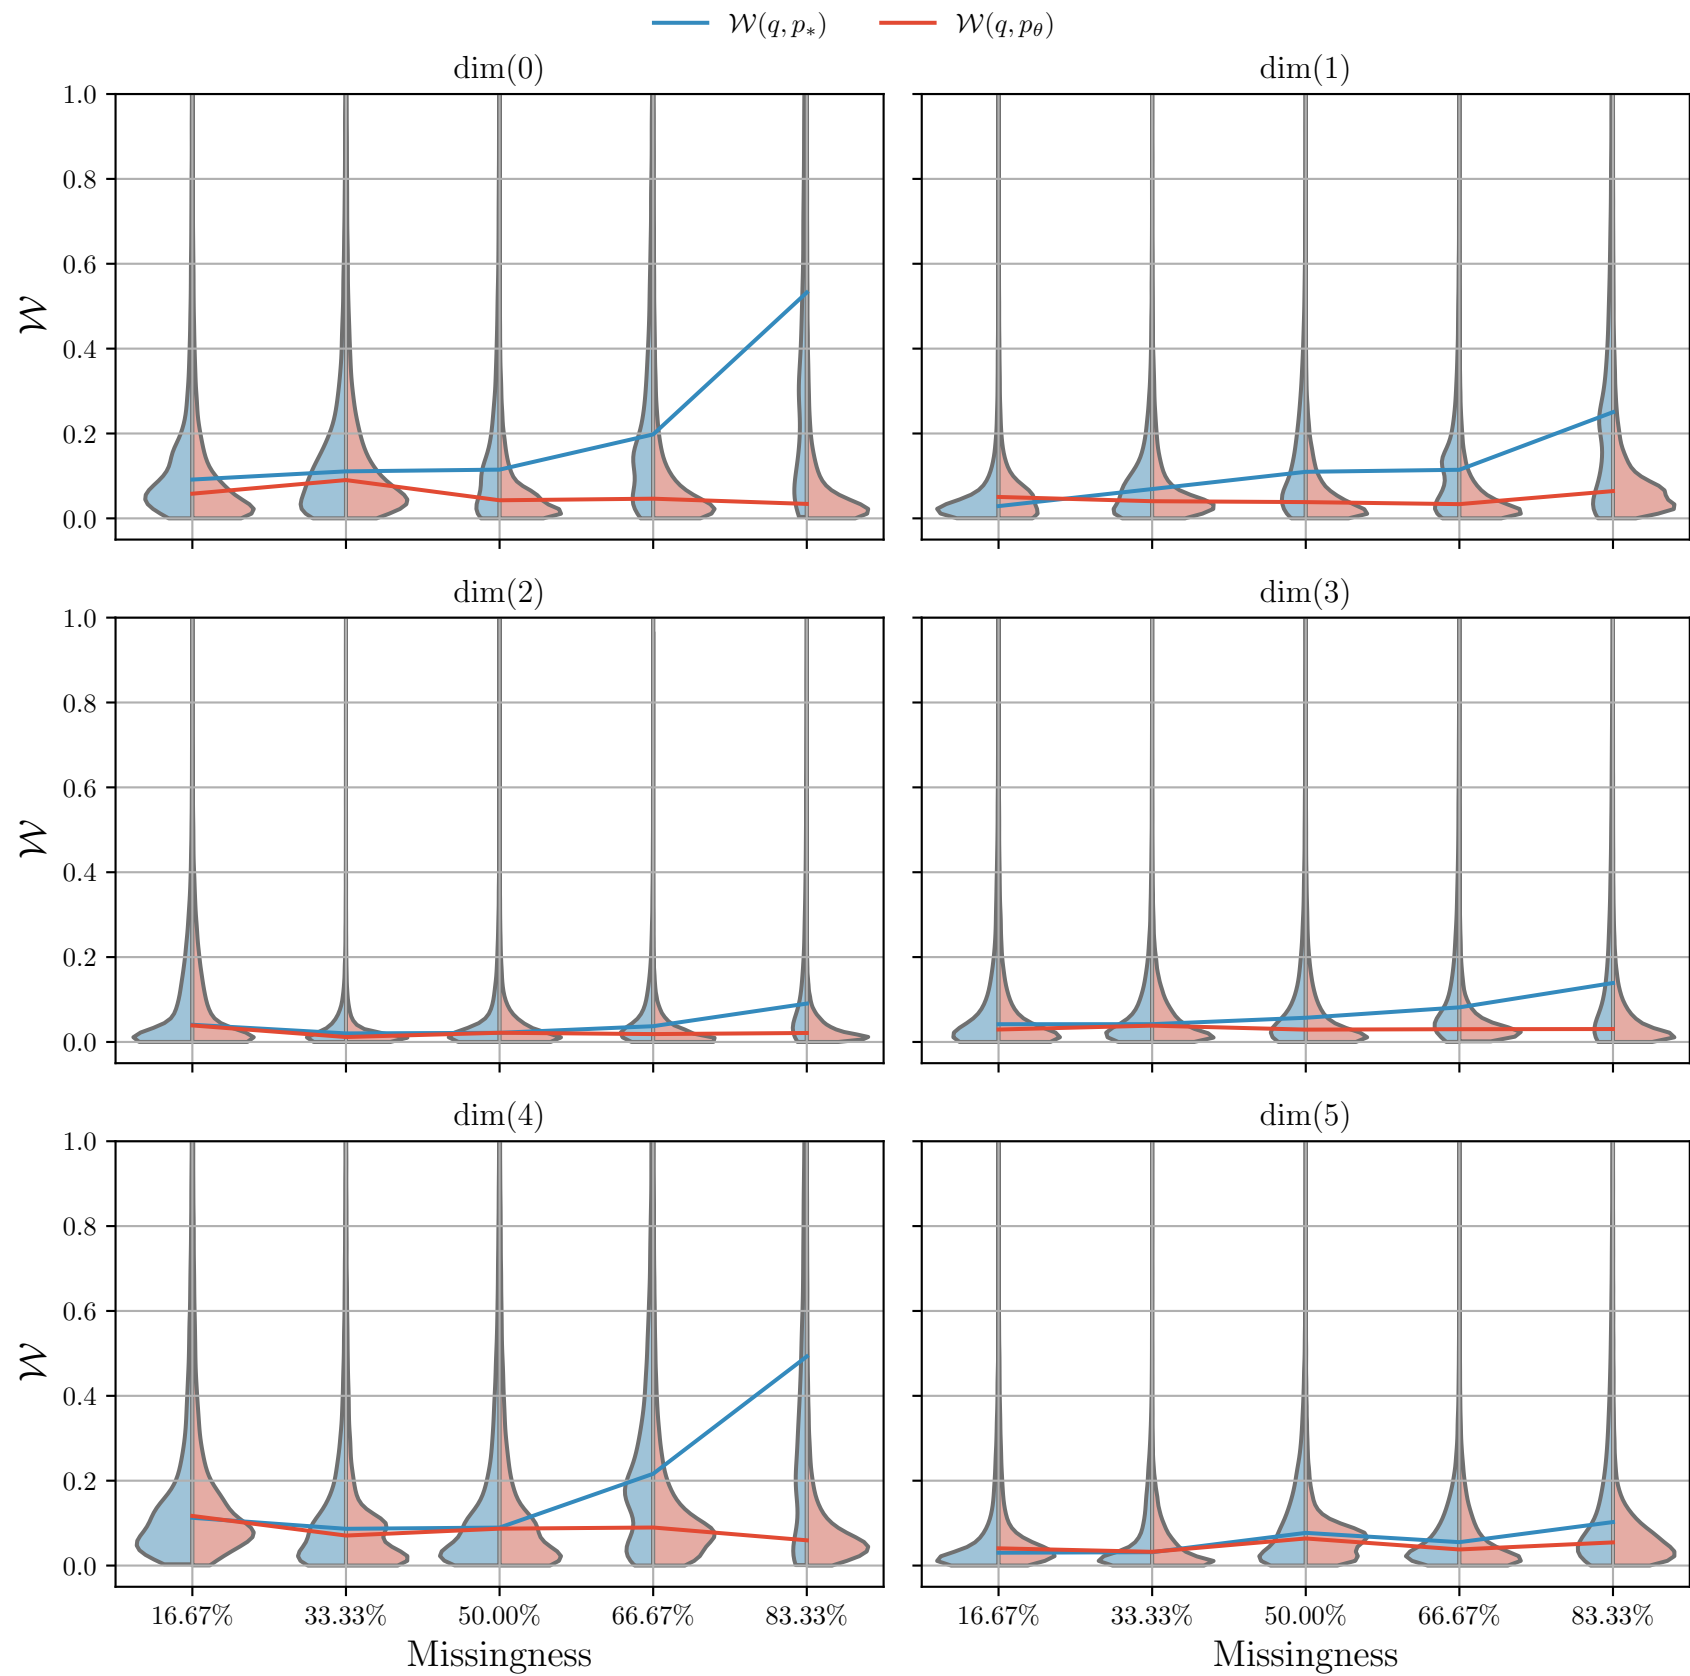 𝒲(q, p∗) 𝒲(q, pθ)
dim(0) dim(1)
1.0
0.8
0.6
0.4
0.2
0.0
𝒲
dim(2) dim(3)
1.0
0.8
0.6
0.4
0.2
0.0
𝒲
dim(4) dim(5)
1.0
0.8
0.6
0.4
0.2
0.0
𝒲
16.67% 33.33% 50.00% 66.67% 83.33% 16.67% 33.33% 50.00% 66.67% 83.33%
Missingness Missingness